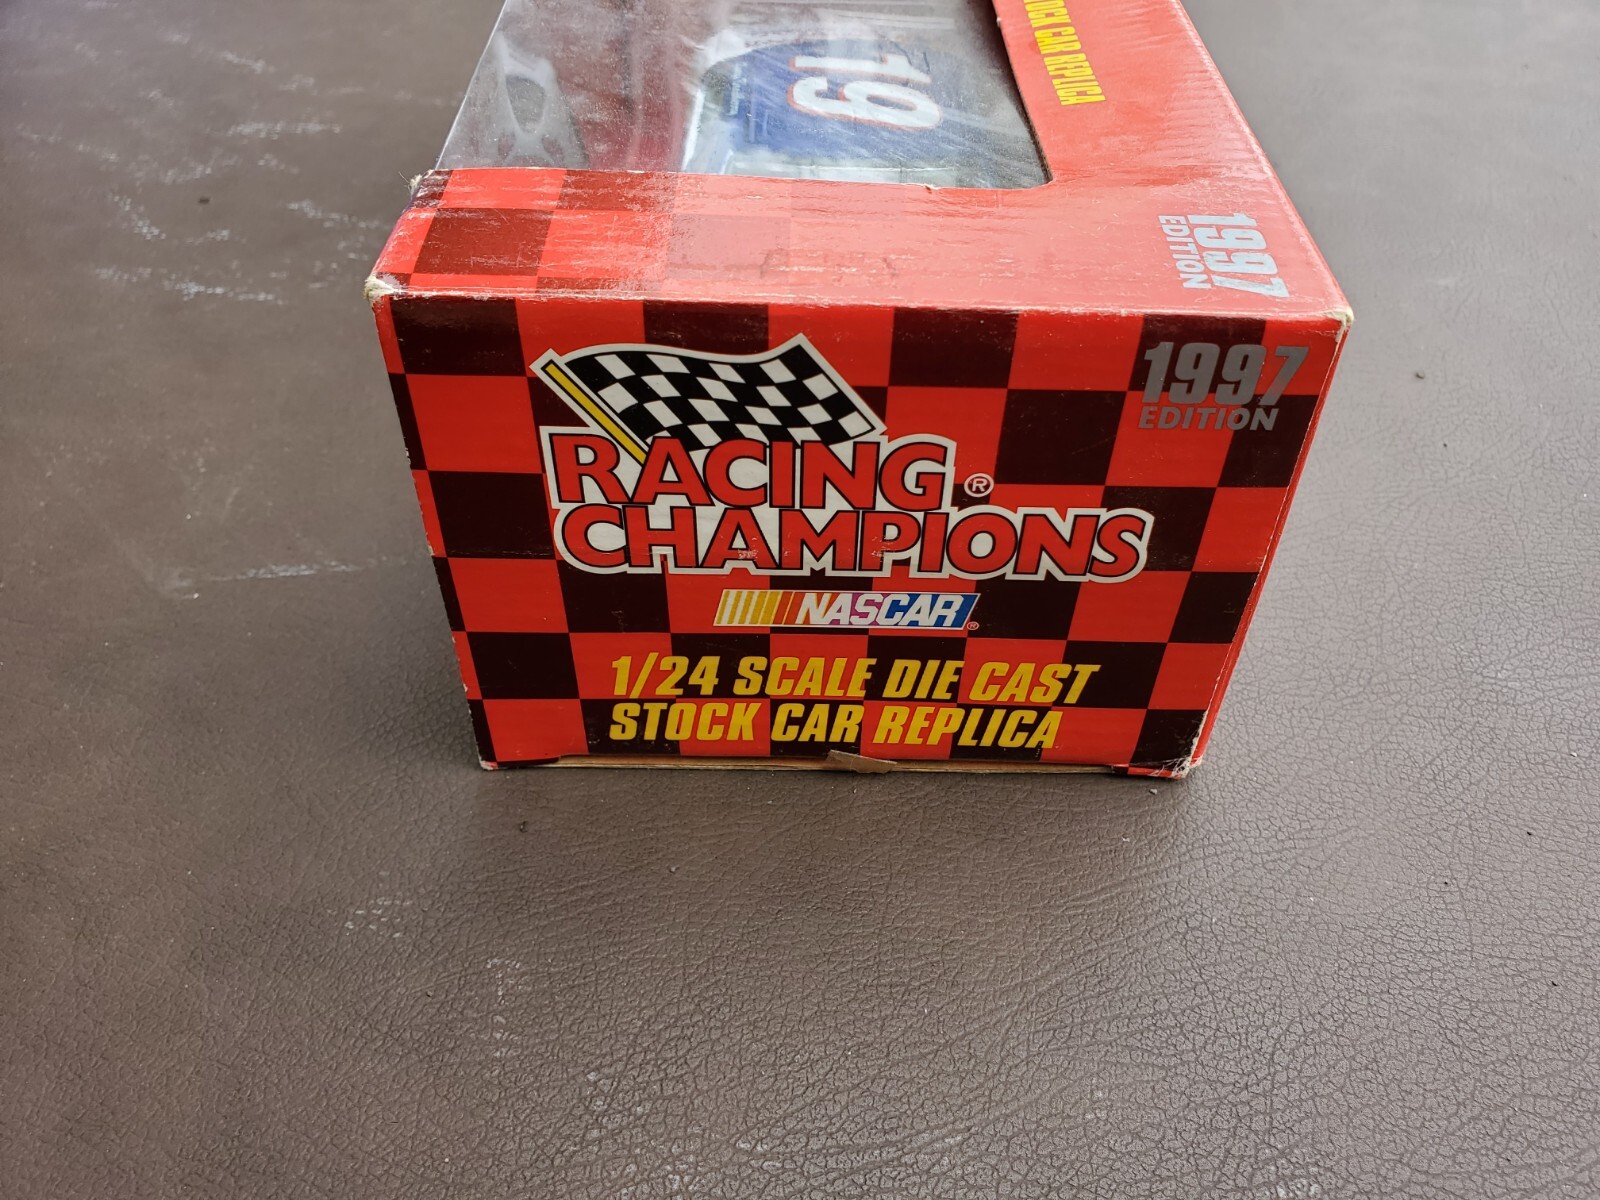 19
STOCK CAR REPLICA
1997
EDITION
1997
EDITION
RACING ®
CHAMPIONS
NASCAR ®
1/24 SCALE DIE CAST
STOCK CAR REPLICA